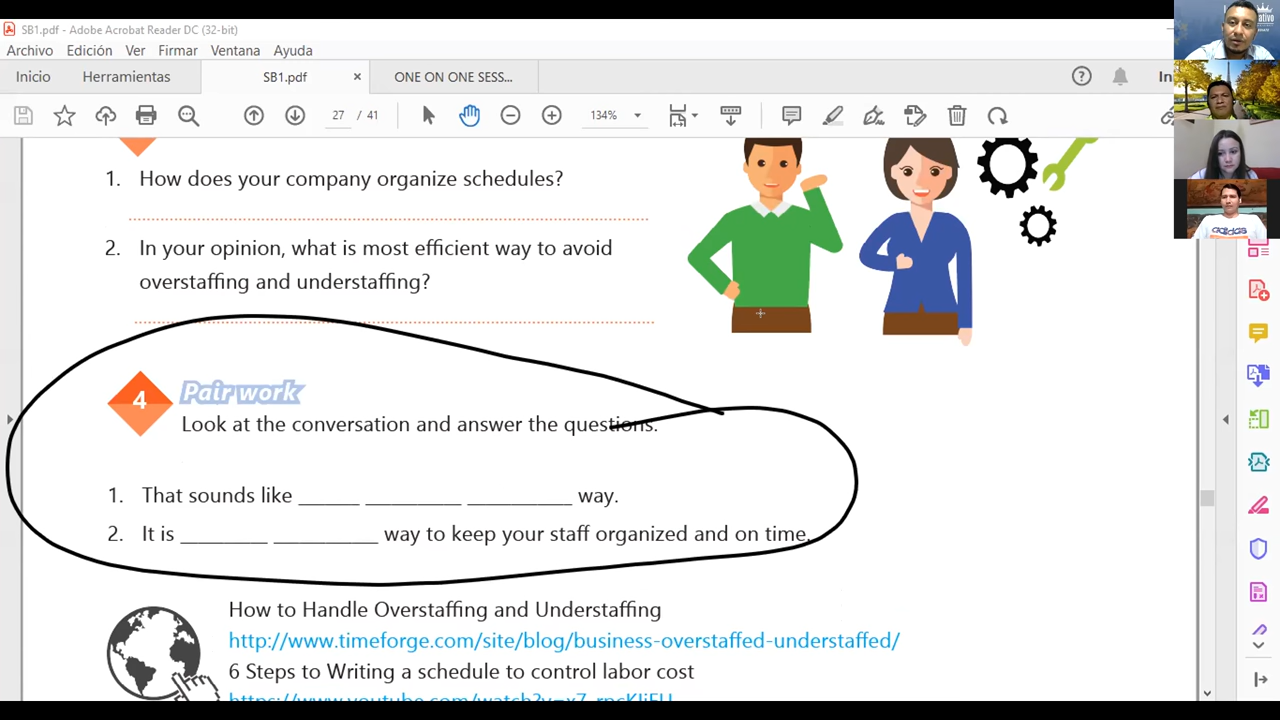 SB1.pdf - Adobe Acrobat Reader DC (32-bit)
Archivo Edición Ver Firmar Ventana Ayuda
Inicio Herramientas SB1.pdf × ONE ON ONE SESS... In
27 / 41 134%
1. How does your company organize schedules?
2. In your opinion, what is most efficient way to avoid
overstaffing and understaffing?
4 Pair work
Look at the conversation and answer the questions.
1. That sounds like ______ _________ __________ way.
2. It is ________ __________ way to keep your staff organized and on time.
How to Handle Overstaffing and Understaffing
http://www.timeforge.com/site/blog/business-overstaffed-understaffed/
6 Steps to Writing a schedule to control labor cost
adidas